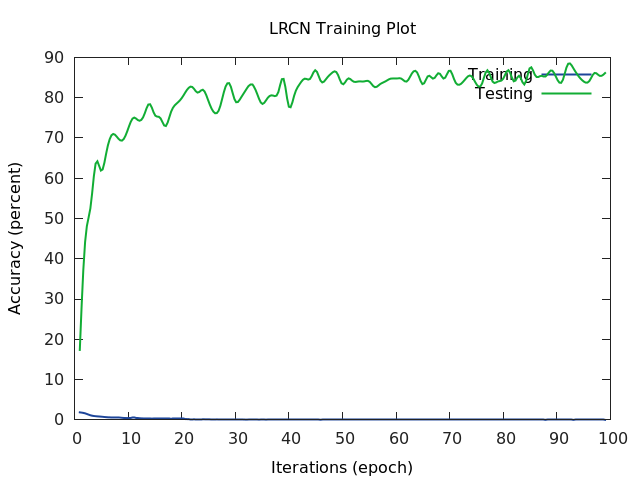 LRCN Training Plot
90
80
70
60
50
40
30
20
10
0
Accuracy (percent)
Training
Testing
0 10 20 30 40 50 60 70 80 90 100
Iterations (epoch)